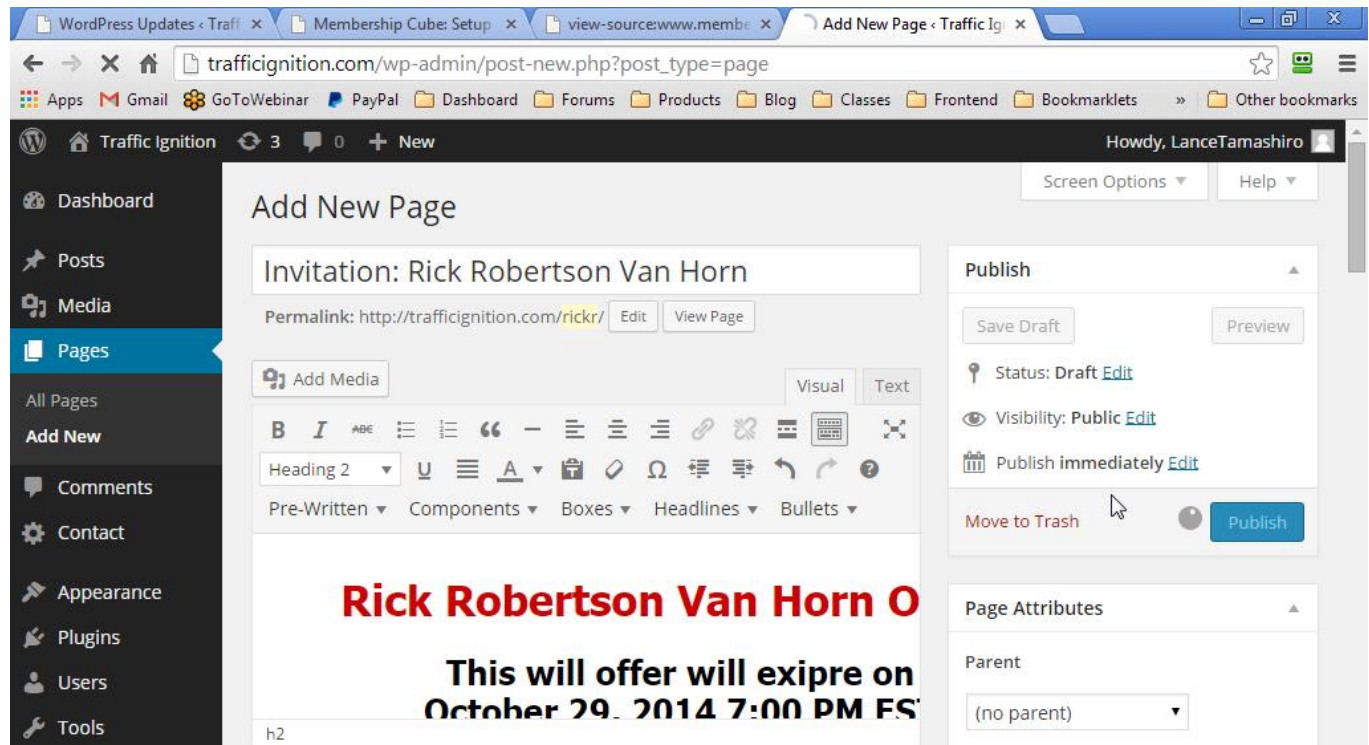 WordPress Updates ‹ Traff
Membership Cube: Setup
view-source:www.membe
Add New Page ‹ Traffic Ig
trafficignition.com/wp-admin/post-new.php?post_type=page
Apps Gmail GoToWebinar PayPal Dashboard Forums Products Blog Classes Frontend Bookmarklets » Other bookmarks
Traffic Ignition 3 0 + New Howdy, LanceTamashiro
Screen Options Help
Dashboard
Posts
Media
Pages
All Pages
Add New
Comments
Contact
Appearance
Plugins
Users
Tools
Add New Page
Invitation: Rick Robertson Van Horn
Permalink: http://trafficignition.com/rickr/ Edit View Page
Add Media Visual Text
B I ABE
Heading 2 U A Ω
Pre-Written Components Boxes Headlines Bullets
Rick Robertson Van Horn O
This will offer will exipre on
October 29, 2014 7:00 PM ES
h2
Publish
Save Draft Preview
Status: Draft Edit
Visibility: Public Edit
Publish immediately Edit
Move to Trash Publish
Page Attributes
Parent
(no parent)